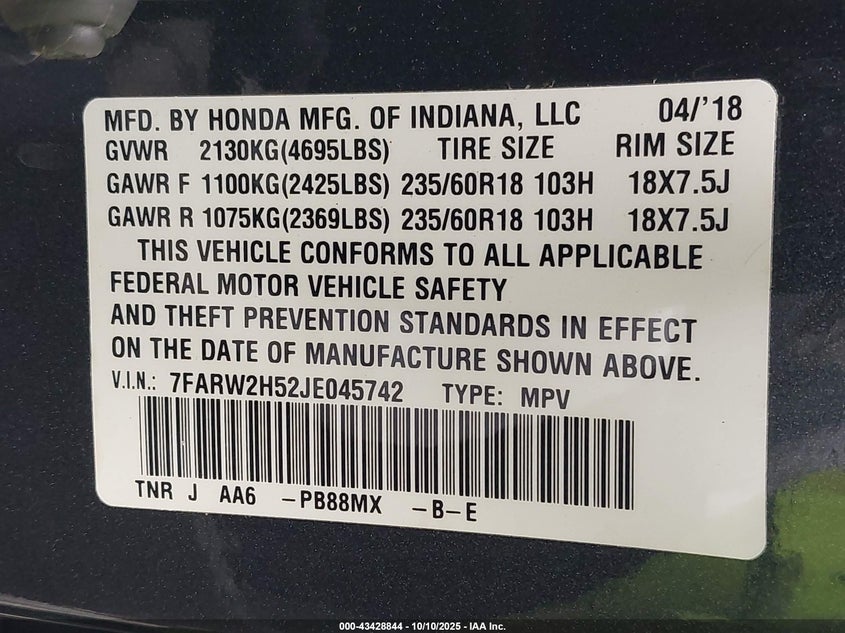 MFD. BY HONDA MFG. OF INDIANA, LLC 04/'18
GVWR 2130KG(4695LBS) TIRE SIZE RIM SIZE
GAWR F 1100KG(2425LBS) 235/60R18 103H 18X7.5J
GAWR R 1075KG(2369LBS) 235/60R18 103H 18X7.5J
THIS VEHICLE CONFORMS TO ALL APPLICABLE
FEDERAL MOTOR VEHICLE SAFETY
AND THEFT PREVENTION STANDARDS IN EFFECT
ON THE DATE OF MANUFACTURE SHOWN ABOVE.
V.I.N.: 7FARW2H52JE045742 TYPE: MPV
TNR J AA6 -PB88MX -B-E
000-43428844 - 10/10/2025 - IAA Inc.